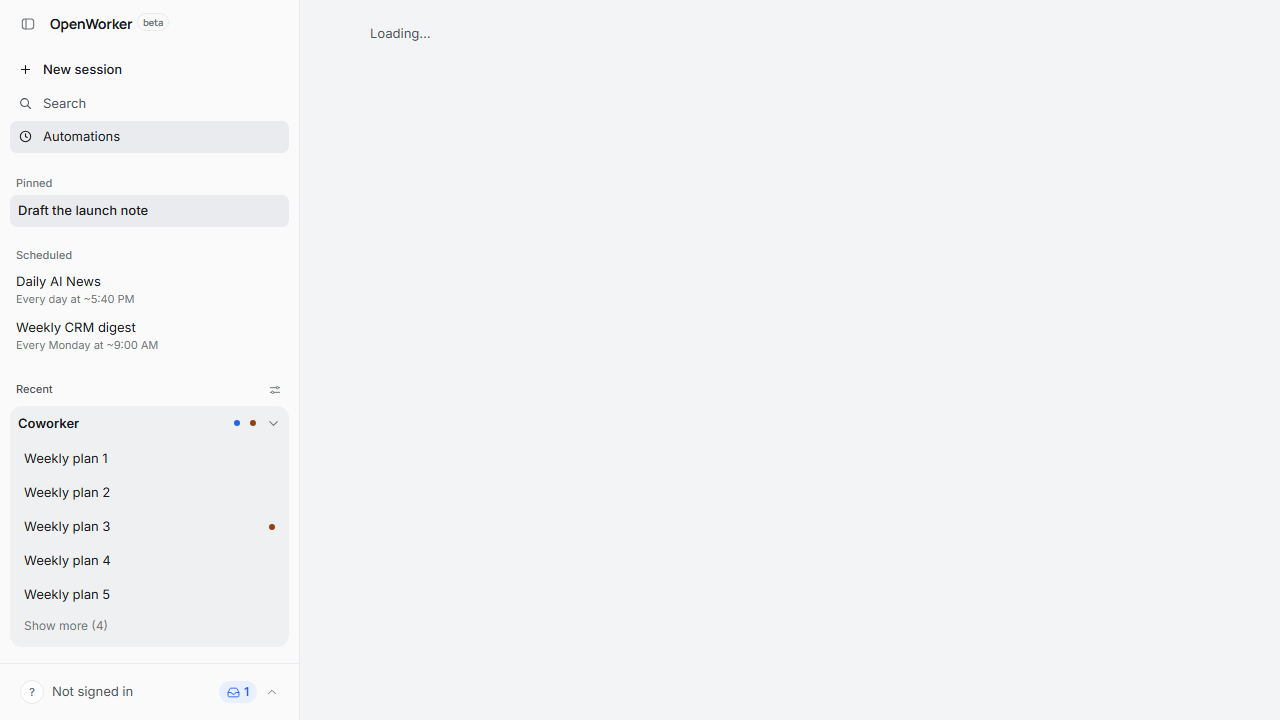 OpenWorker beta
New session
Search
Automations
Pinned
Draft the launch note
Scheduled
Daily AI News
Every day at ~5:40 PM
Weekly CRM digest
Every Monday at ~9:00 AM
Recent
Coworker
Weekly plan 1
Weekly plan 2
Weekly plan 3
Weekly plan 4
Weekly plan 5
Show more (4)
? Not signed in 1
Loading...